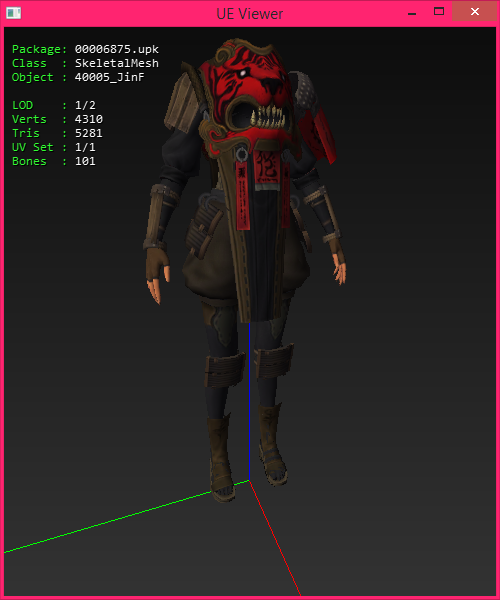 UE Viewer
Package: 00006875.upk
Class : SkeletalMesh
Object : 40005_JinF
LOD : 1/2
Verts : 4310
Tris : 5281
UV Set : 1/1
Bones : 101